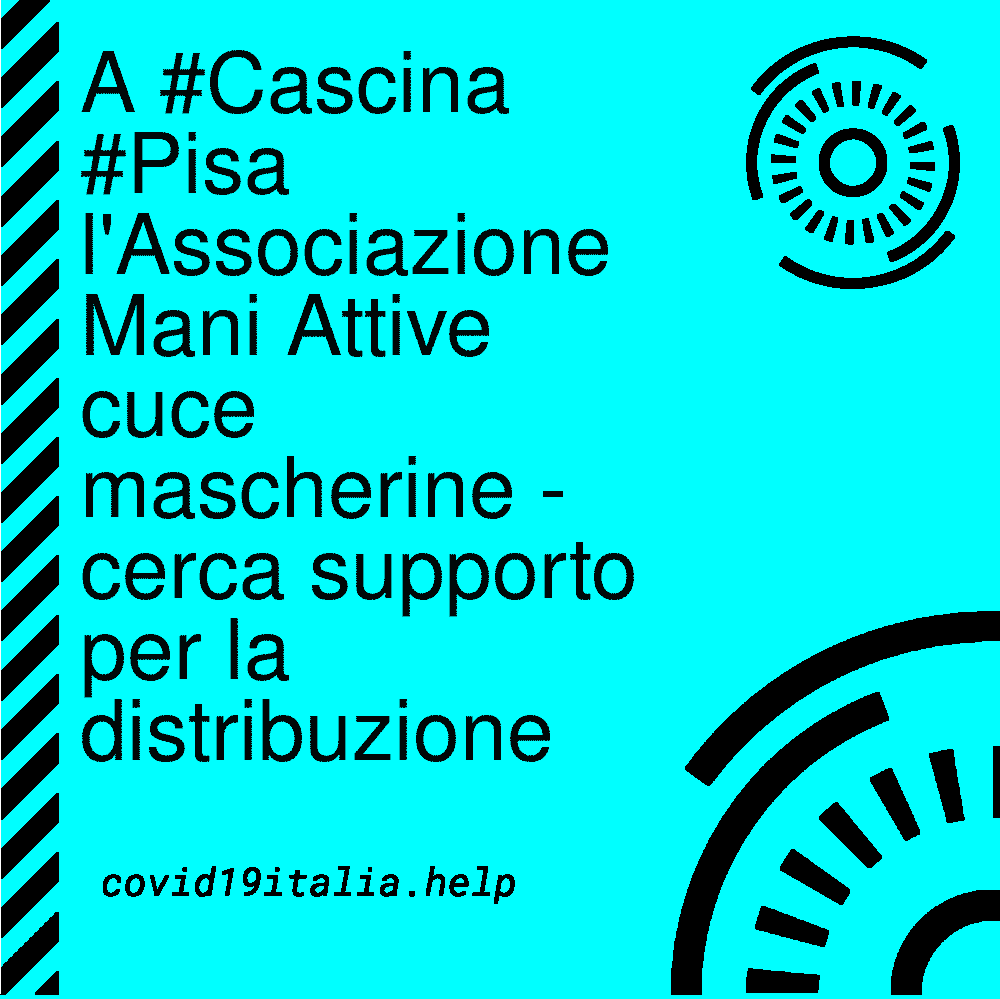 A #Cascina
#Pisa
l'Associazione
Mani Attive
cuce
mascherine -
cerca supporto
per la
distribuzione
covid19italia.help